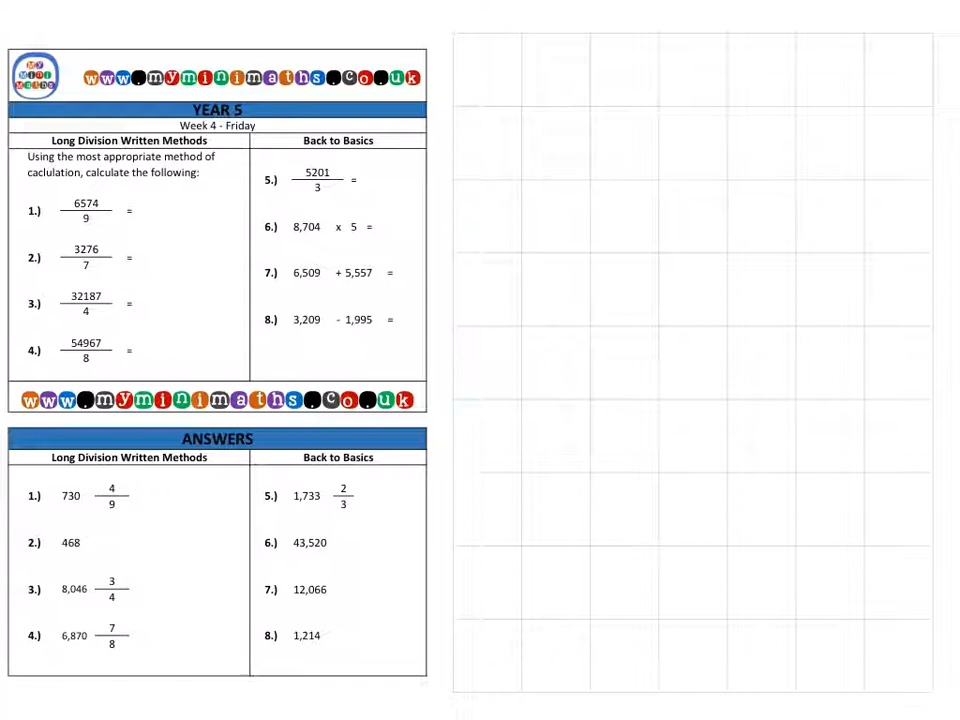 My
Mini
Maths
www.myminimaths.co.uk
YEAR 5
Week 4 - Friday
Long Division Written Methods
Using the most appropriate method of
caclulation, calculate the following:
1.) 6574/9 =
2.) 3276/7 =
3.) 32187/4 =
4.) 54967/8 =
Back to Basics
5.) 5201/3 =
6.) 8,704 x 5 =
7.) 6,509 + 5,557 =
8.) 3,209 - 1,995 =
www.myminimaths.co.uk
ANSWERS
Long Division Written Methods
1.) 730 4/9
2.) 468
3.) 8,046 3/4
4.) 6,870 7/8
Back to Basics
5.) 1,733 2/3
6.) 43,520
7.) 12,066
8.) 1,214